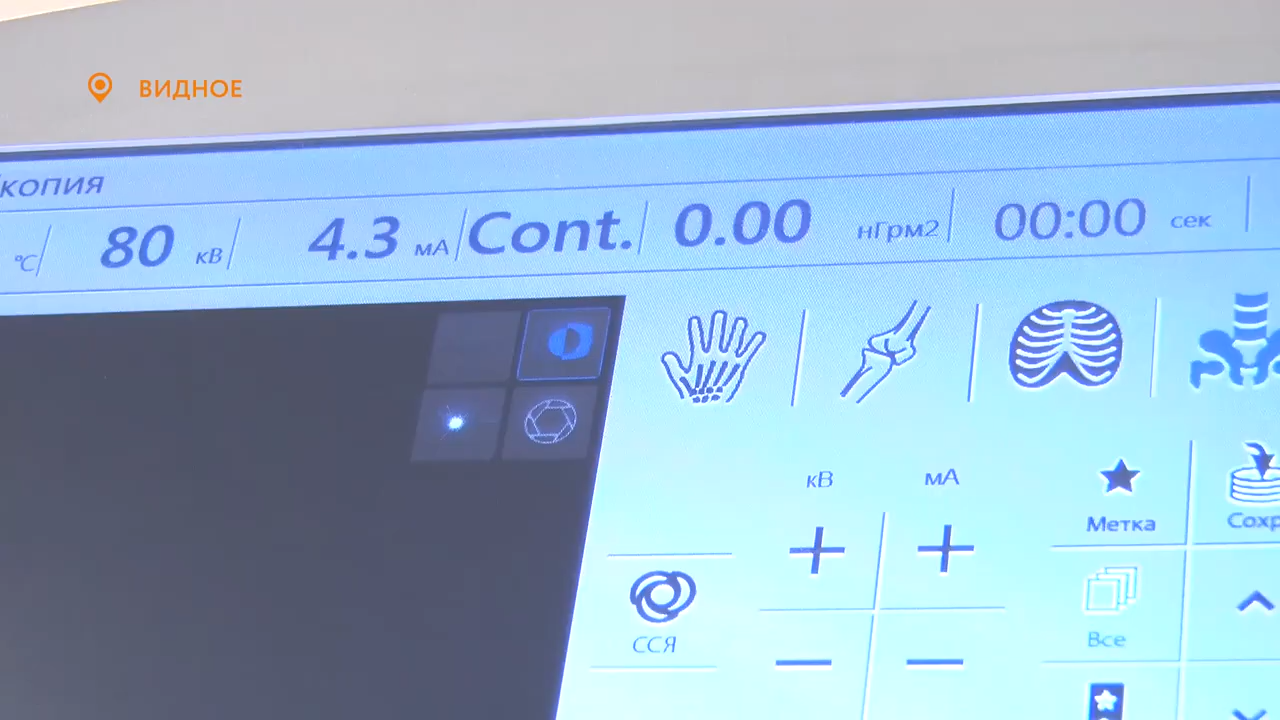 ВИДНОЕ
копия
°C 80 кВ 4.3 мА Cont. 0.00 нГрм2 00:00 сек
кВ мА
Метка Сохр
ССЯ Все